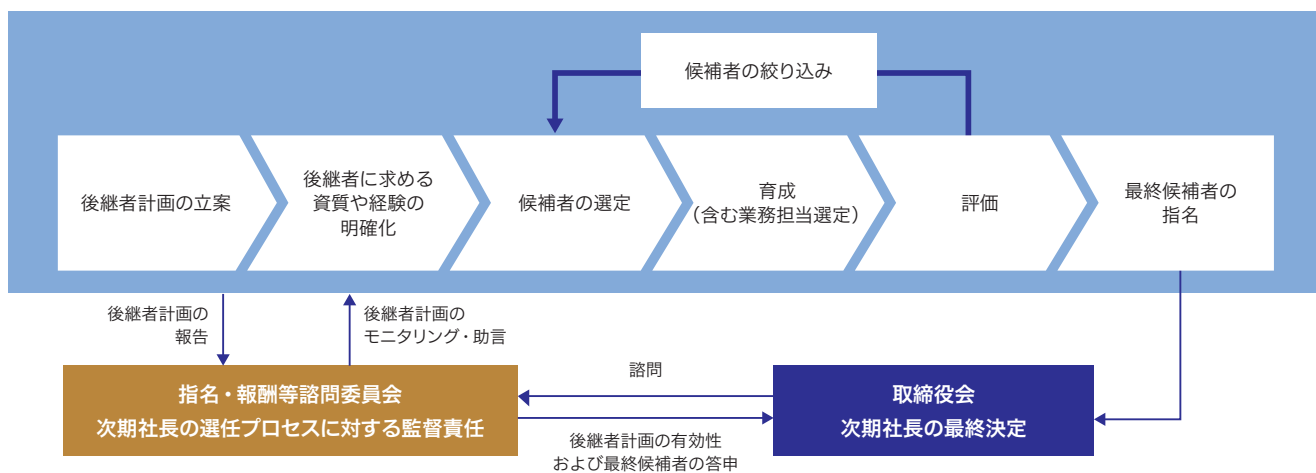 候補者の絞り込み
後継者計画の立案
後継者に求める
資質や経験の
明確化
候補者の選定
育成
（含む業務担当選定）
評価
最終候補者の
指名
後継者計画の
報告
後継者計画の
モニタリング・助言
指名・報酬等諮問委員会
次期社長の選任プロセスに対する監督責任
諮問
後継者計画の有効性
および最終候補者の答申
取締役会
次期社長の最終決定